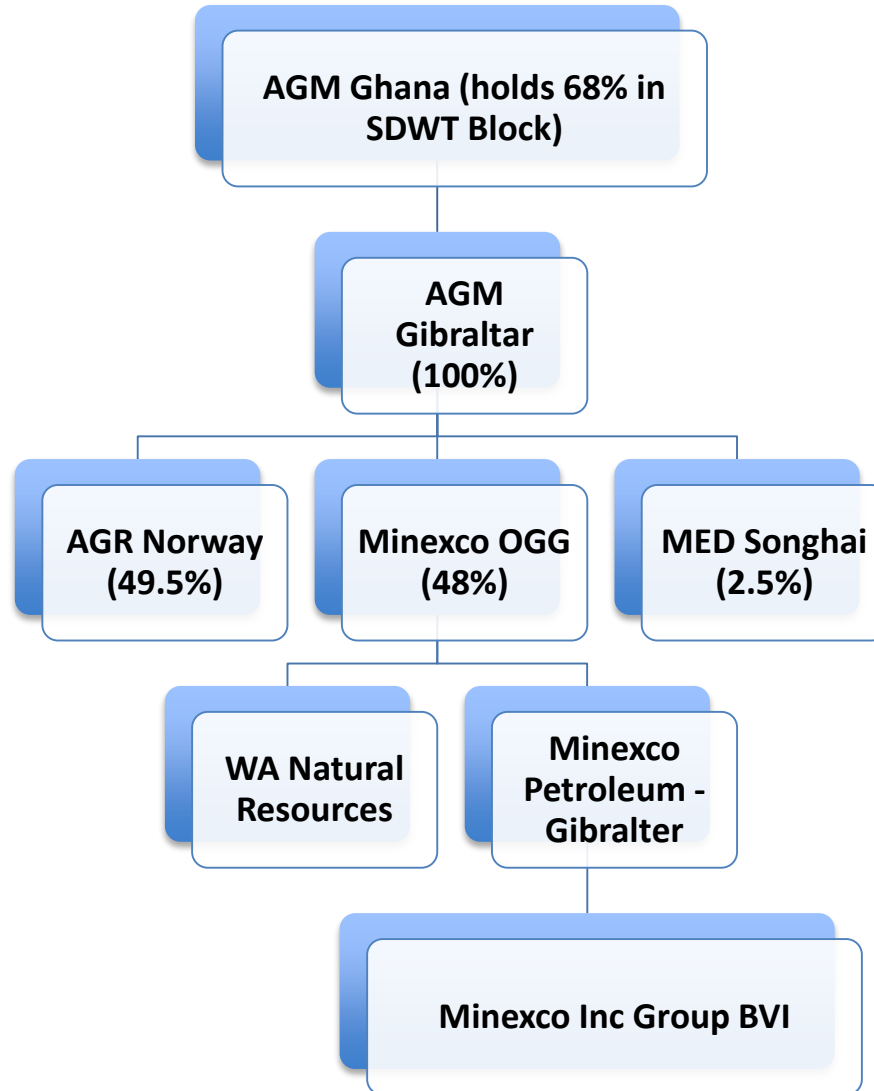 AGM Ghana (holds 68% in
SDWT Block)
AGM
Gibraltar
(100%)
AGR Norway
(49.5%)
Minexco OGG
(48%)
MED Songhai
(2.5%)
WA Natural
Resources
Minexco
Petroleum -
Gibralter
Minexco Inc Group BVI